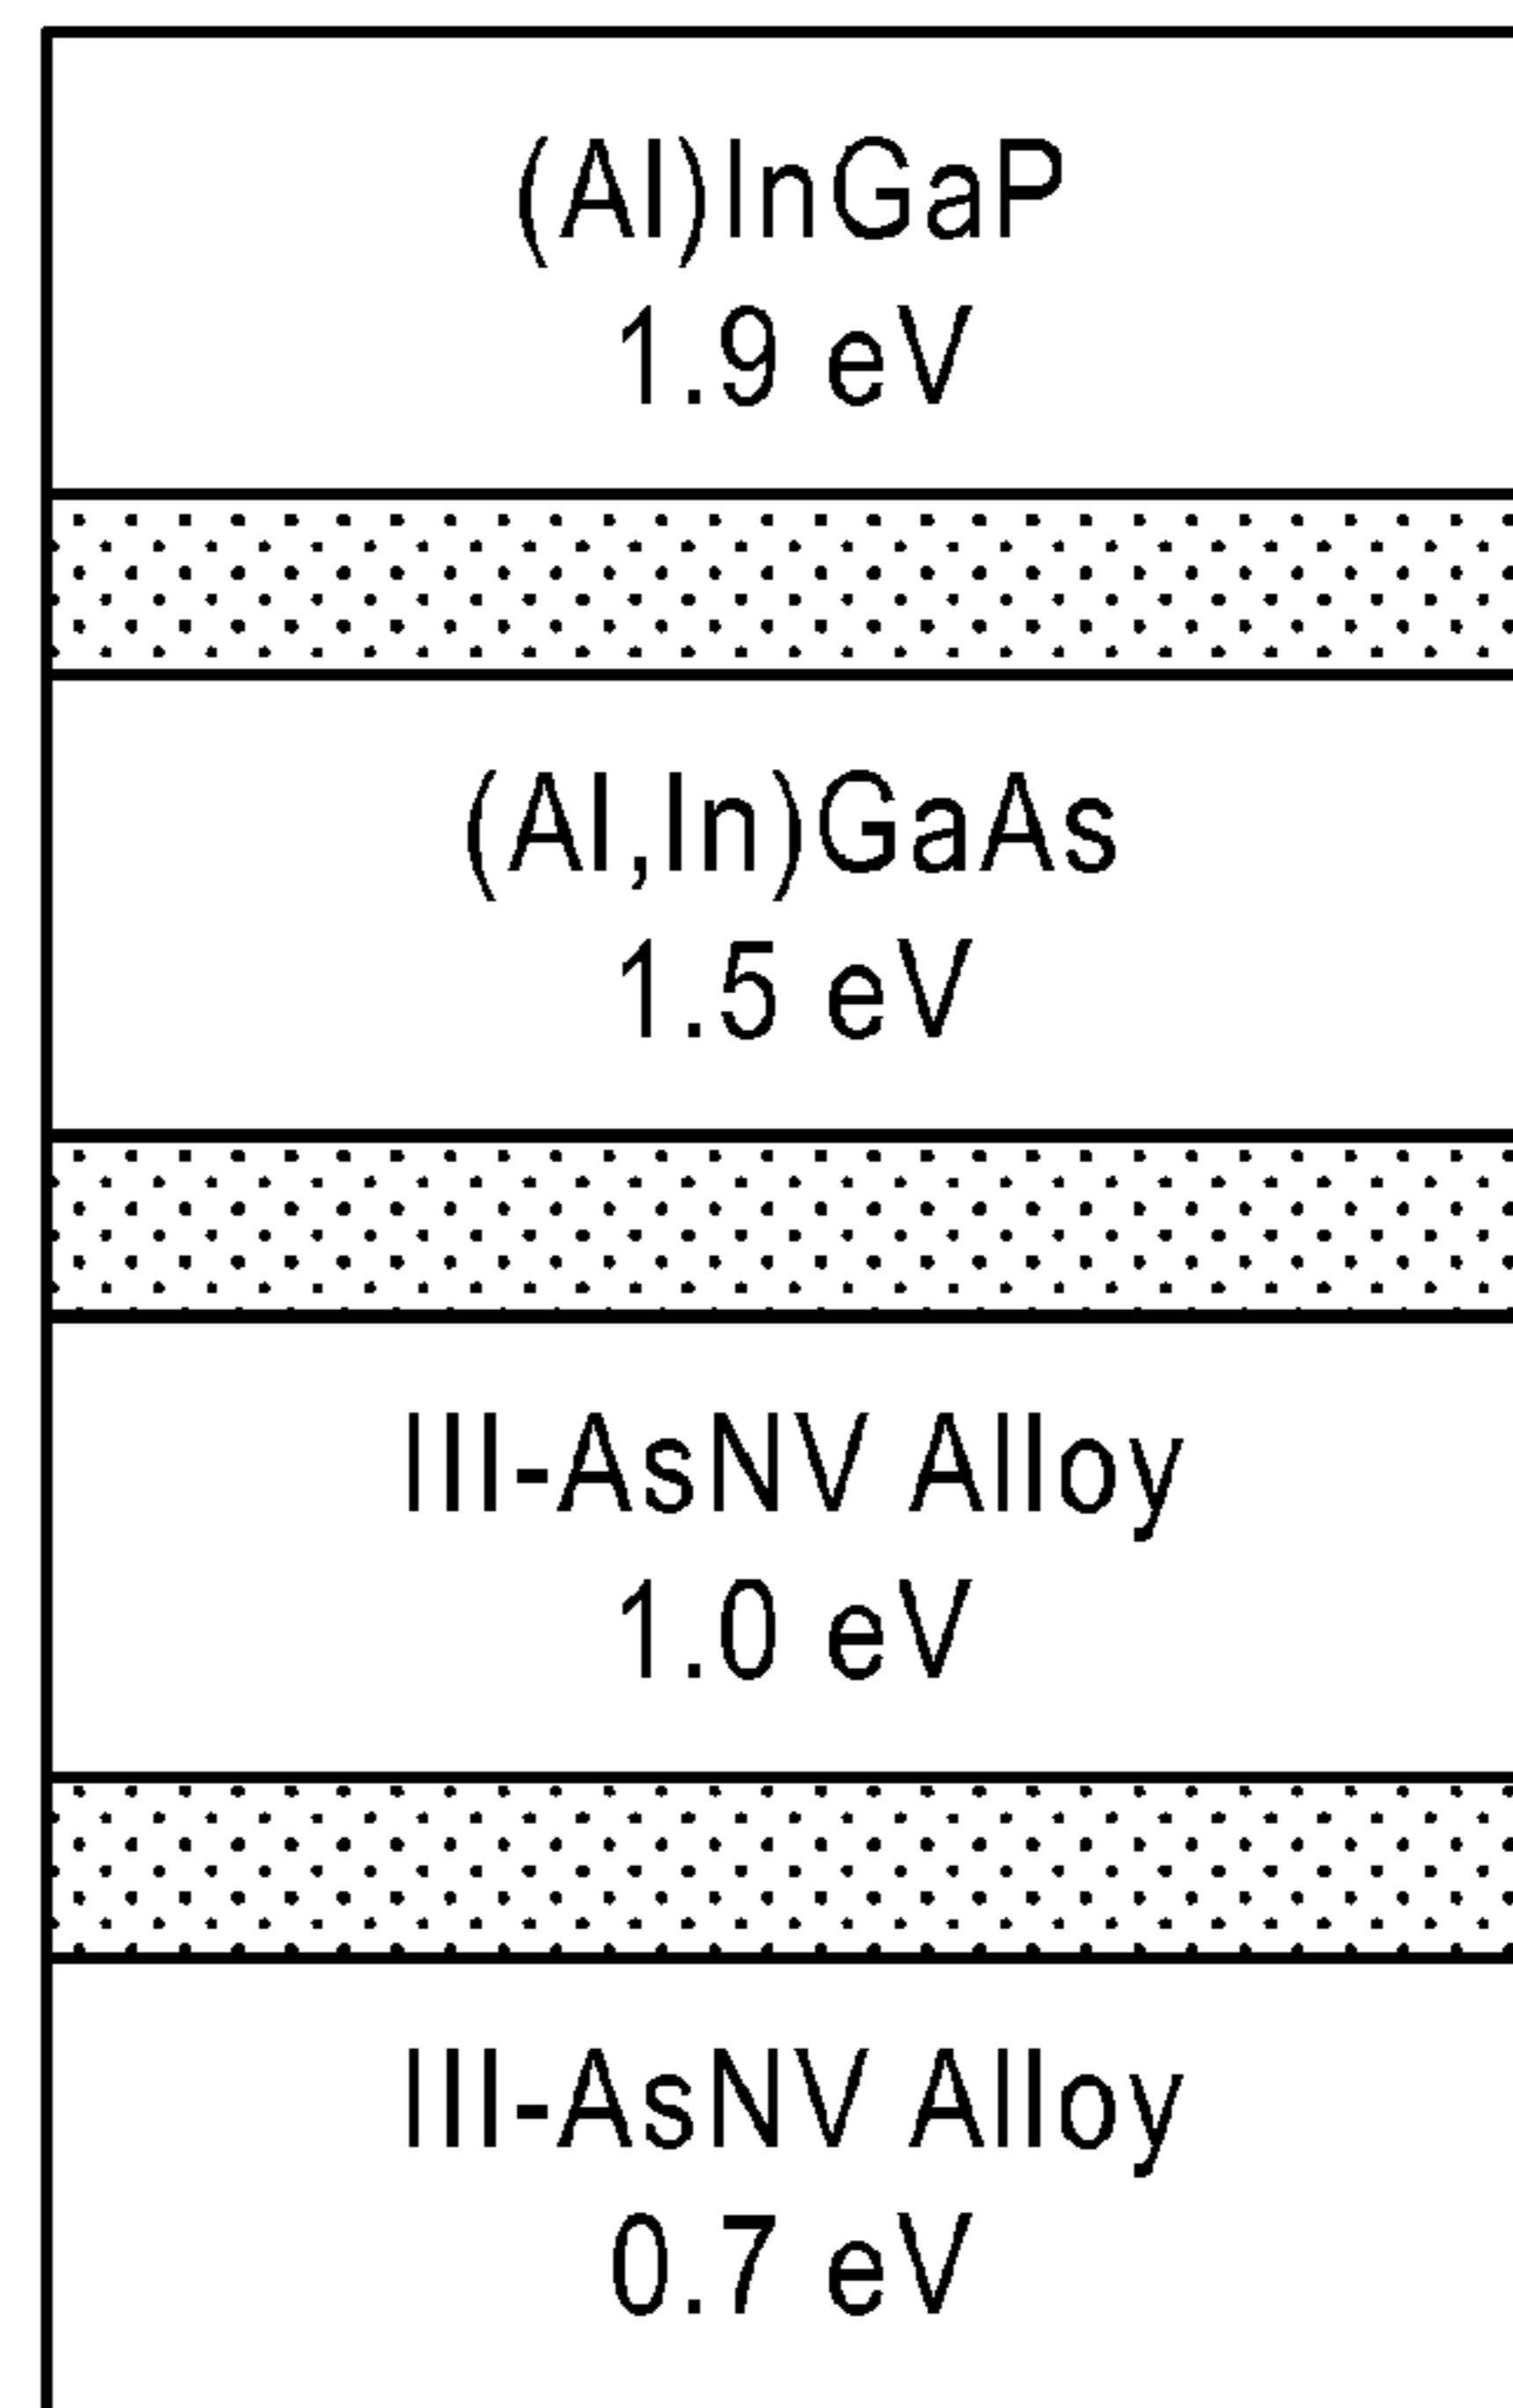 (Al)InGaP
1.9 eV
(Al,In)GaAs
1.5 eV
III-AsNV Alloy
1.0 eV
III-AsNV Alloy
0.7 eV